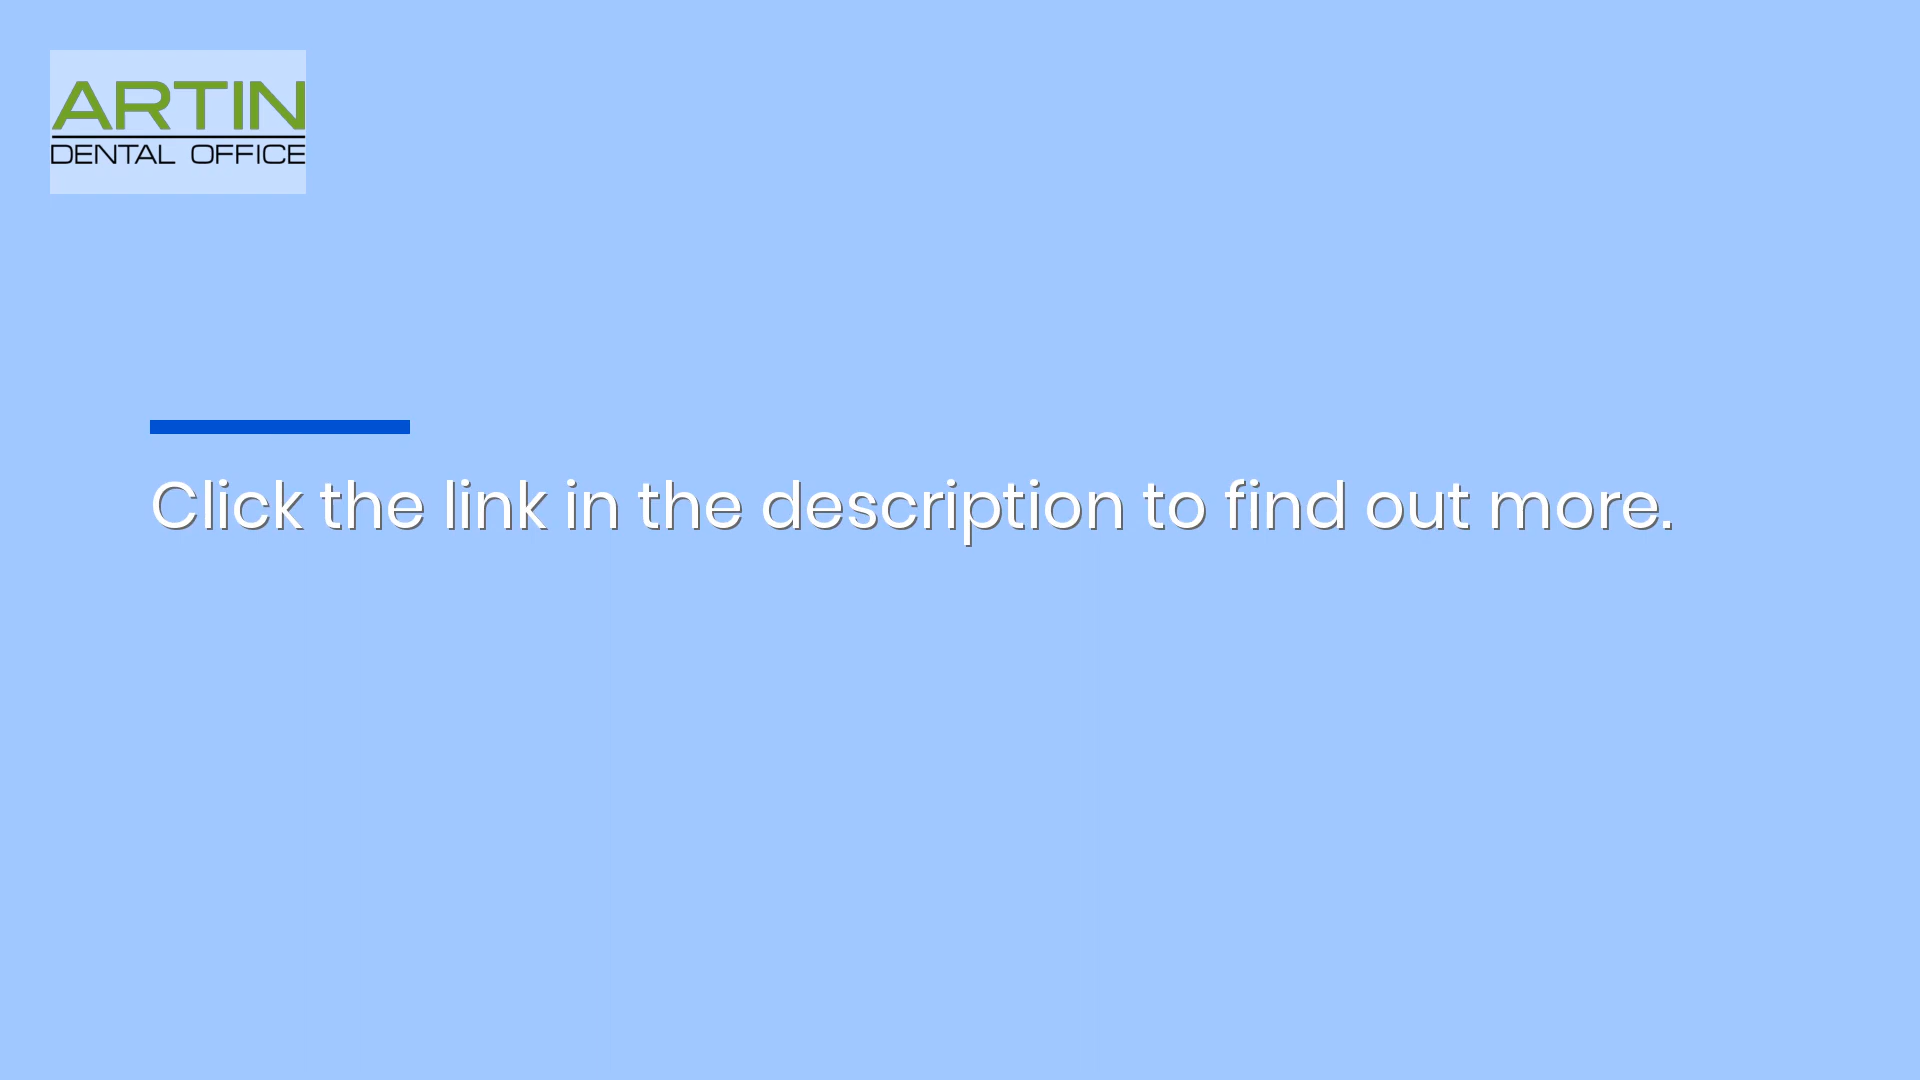 ARTIN
DENTAL OFFICE
Click the link in the description to find out more.